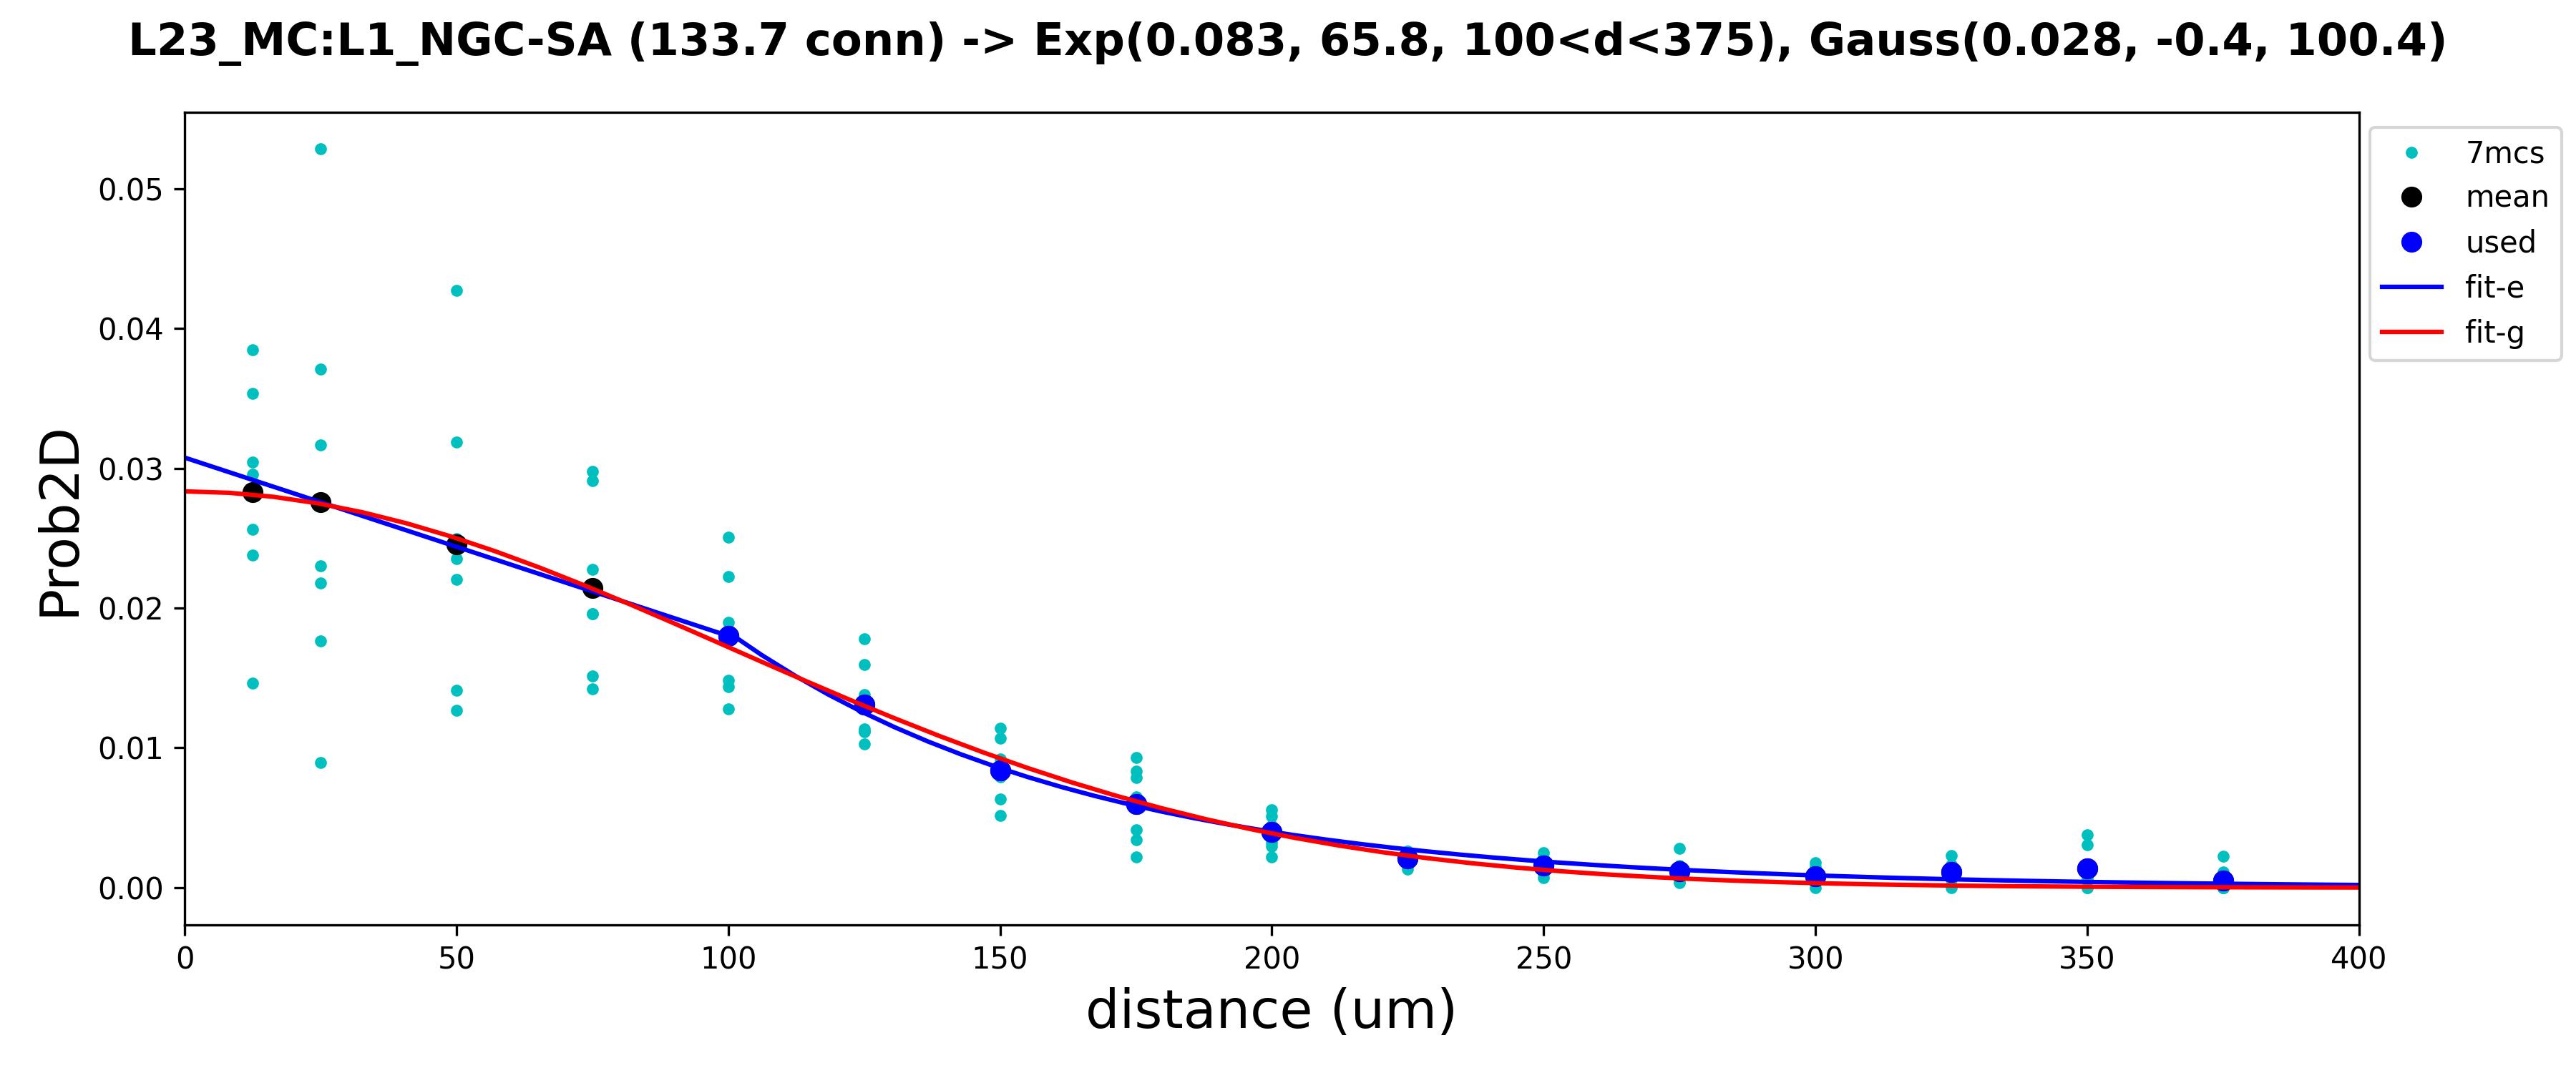 L23_MC:L1_NGC-SA (133.7 conn) -> Exp(0.083, 65.8, 100<d<375), Gauss(0.028, -0.4, 100.4)
7mcs
mean
used
fit-e
fit-g
Prob2D
0.05
0.04
0.03
0.02
0.01
0.00
0 50 100 150 200 250 300 350 400
distance (um)